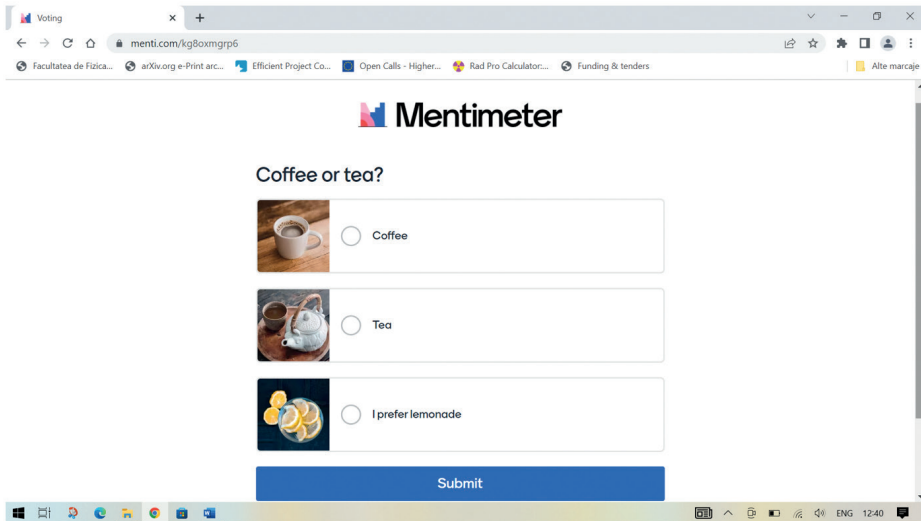 Voting
menti.com/kg8oxmgrp6
Facultatea de Fizica... arXiv.org e-Print arc... Efficient Project Co... Open Calls - Higher... Rad Pro Calculator:... Funding & tenders Alte marcaje
Mentimeter
Coffee or tea?
Coffee
Tea
I prefer lemonade
Submit
ENG 12:40